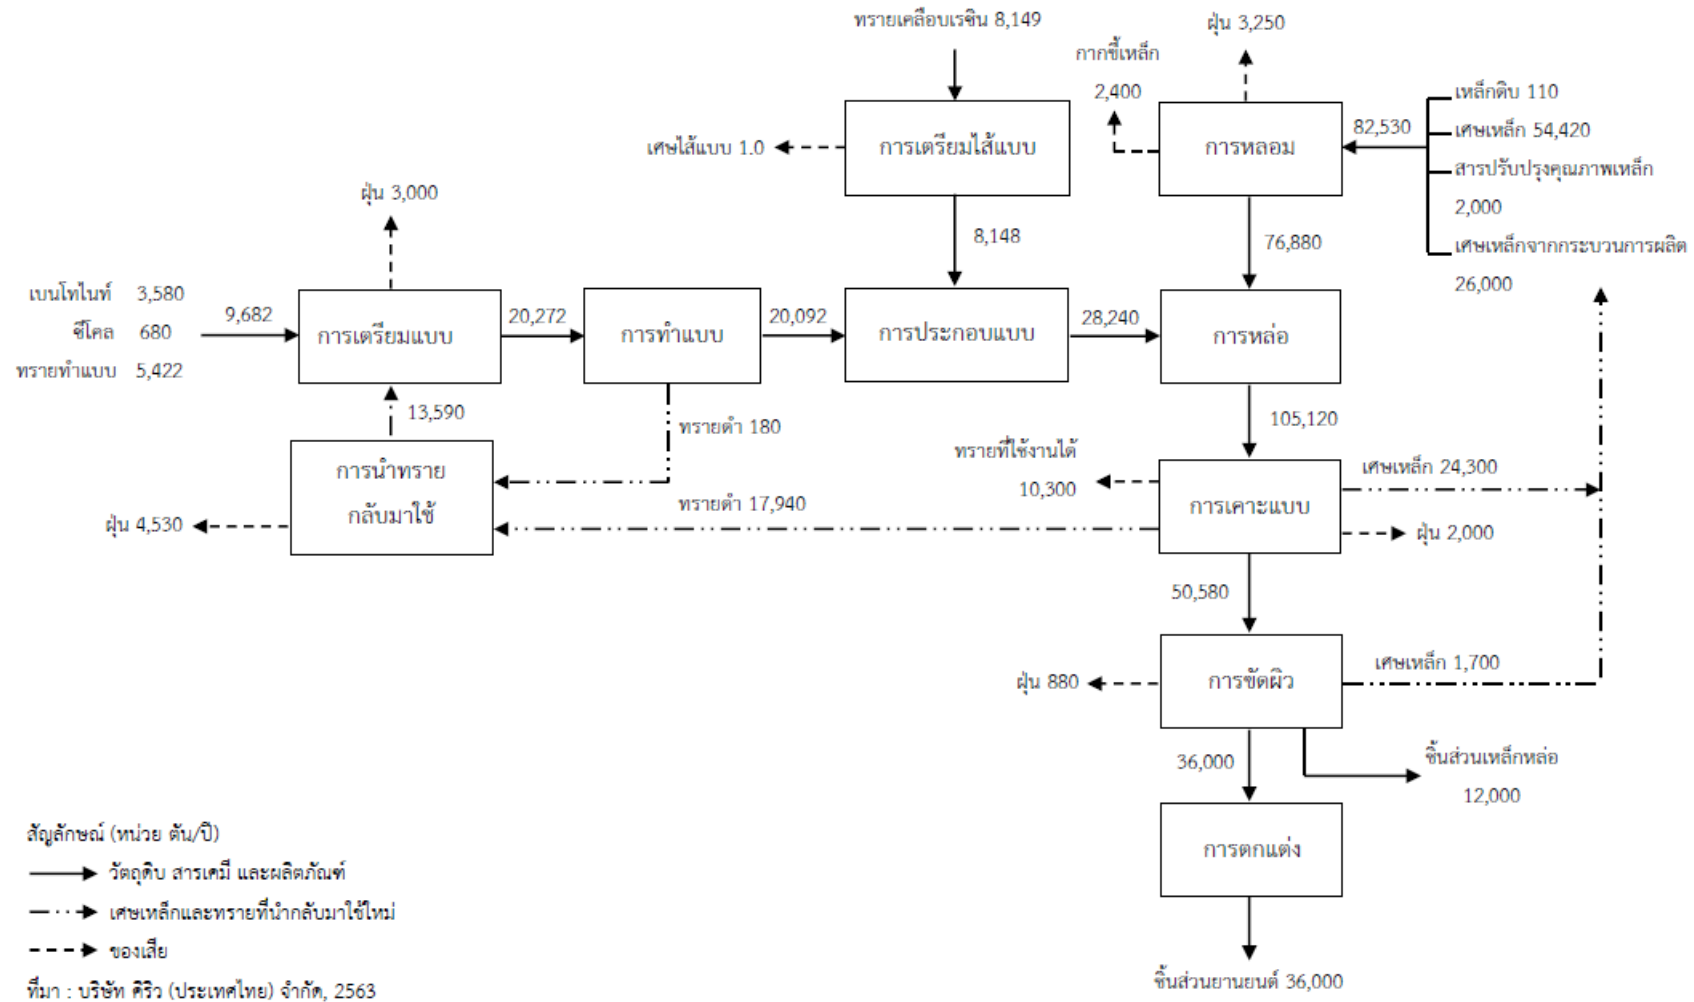 ทรายเคลือบเรซิน 8,149
ฝุ่น 3,250
กากขี้เหล็ก
2,400
เหล็กดิบ 110
82,530
เศษเหล็ก 54,420
การเตรียมไส้แบบ
การหลอม
เศษไส้แบบ 1.0
สารปรับปรุงคุณภาพเหล็ก
2,000
ฝุ่น 3,000
8,148
76,880
เศษเหล็กจากกระบวนการผลิต
26,000
เบนโทไนท์ 3,580
ซีโคล 680
ทรายทำแบบ 5,422
9,682
การเตรียมแบบ
20,272
การทำแบบ
20,092
การประกอบแบบ
28,240
การหล่อ
13,590
ทรายดำ 180
105,120
การนำทราย
กลับมาใช้
ทรายที่ใช้งานได้
10,300
เศษเหล็ก 24,300
ทรายดำ 17,940
การเคาะแบบ
ฝุ่น 4,530
ฝุ่น 2,000
50,580
เศษเหล็ก 1,700
ฝุ่น 880
การขัดผิว
36,000
ชิ้นส่วนเหล็กหล่อ
12,000
การตกแต่ง
ชิ้นส่วนยานยนต์ 36,000
สัญลักษณ์ (หน่วย ตัน/ปี)
วัตถุดิบ สารเคมี และผลิตภัณฑ์
เศษเหล็กและทรายที่นำกลับมาใช้ใหม่
ของเสีย
ที่มา : บริษัท คิริว (ประเทศไทย) จำกัด, 2563